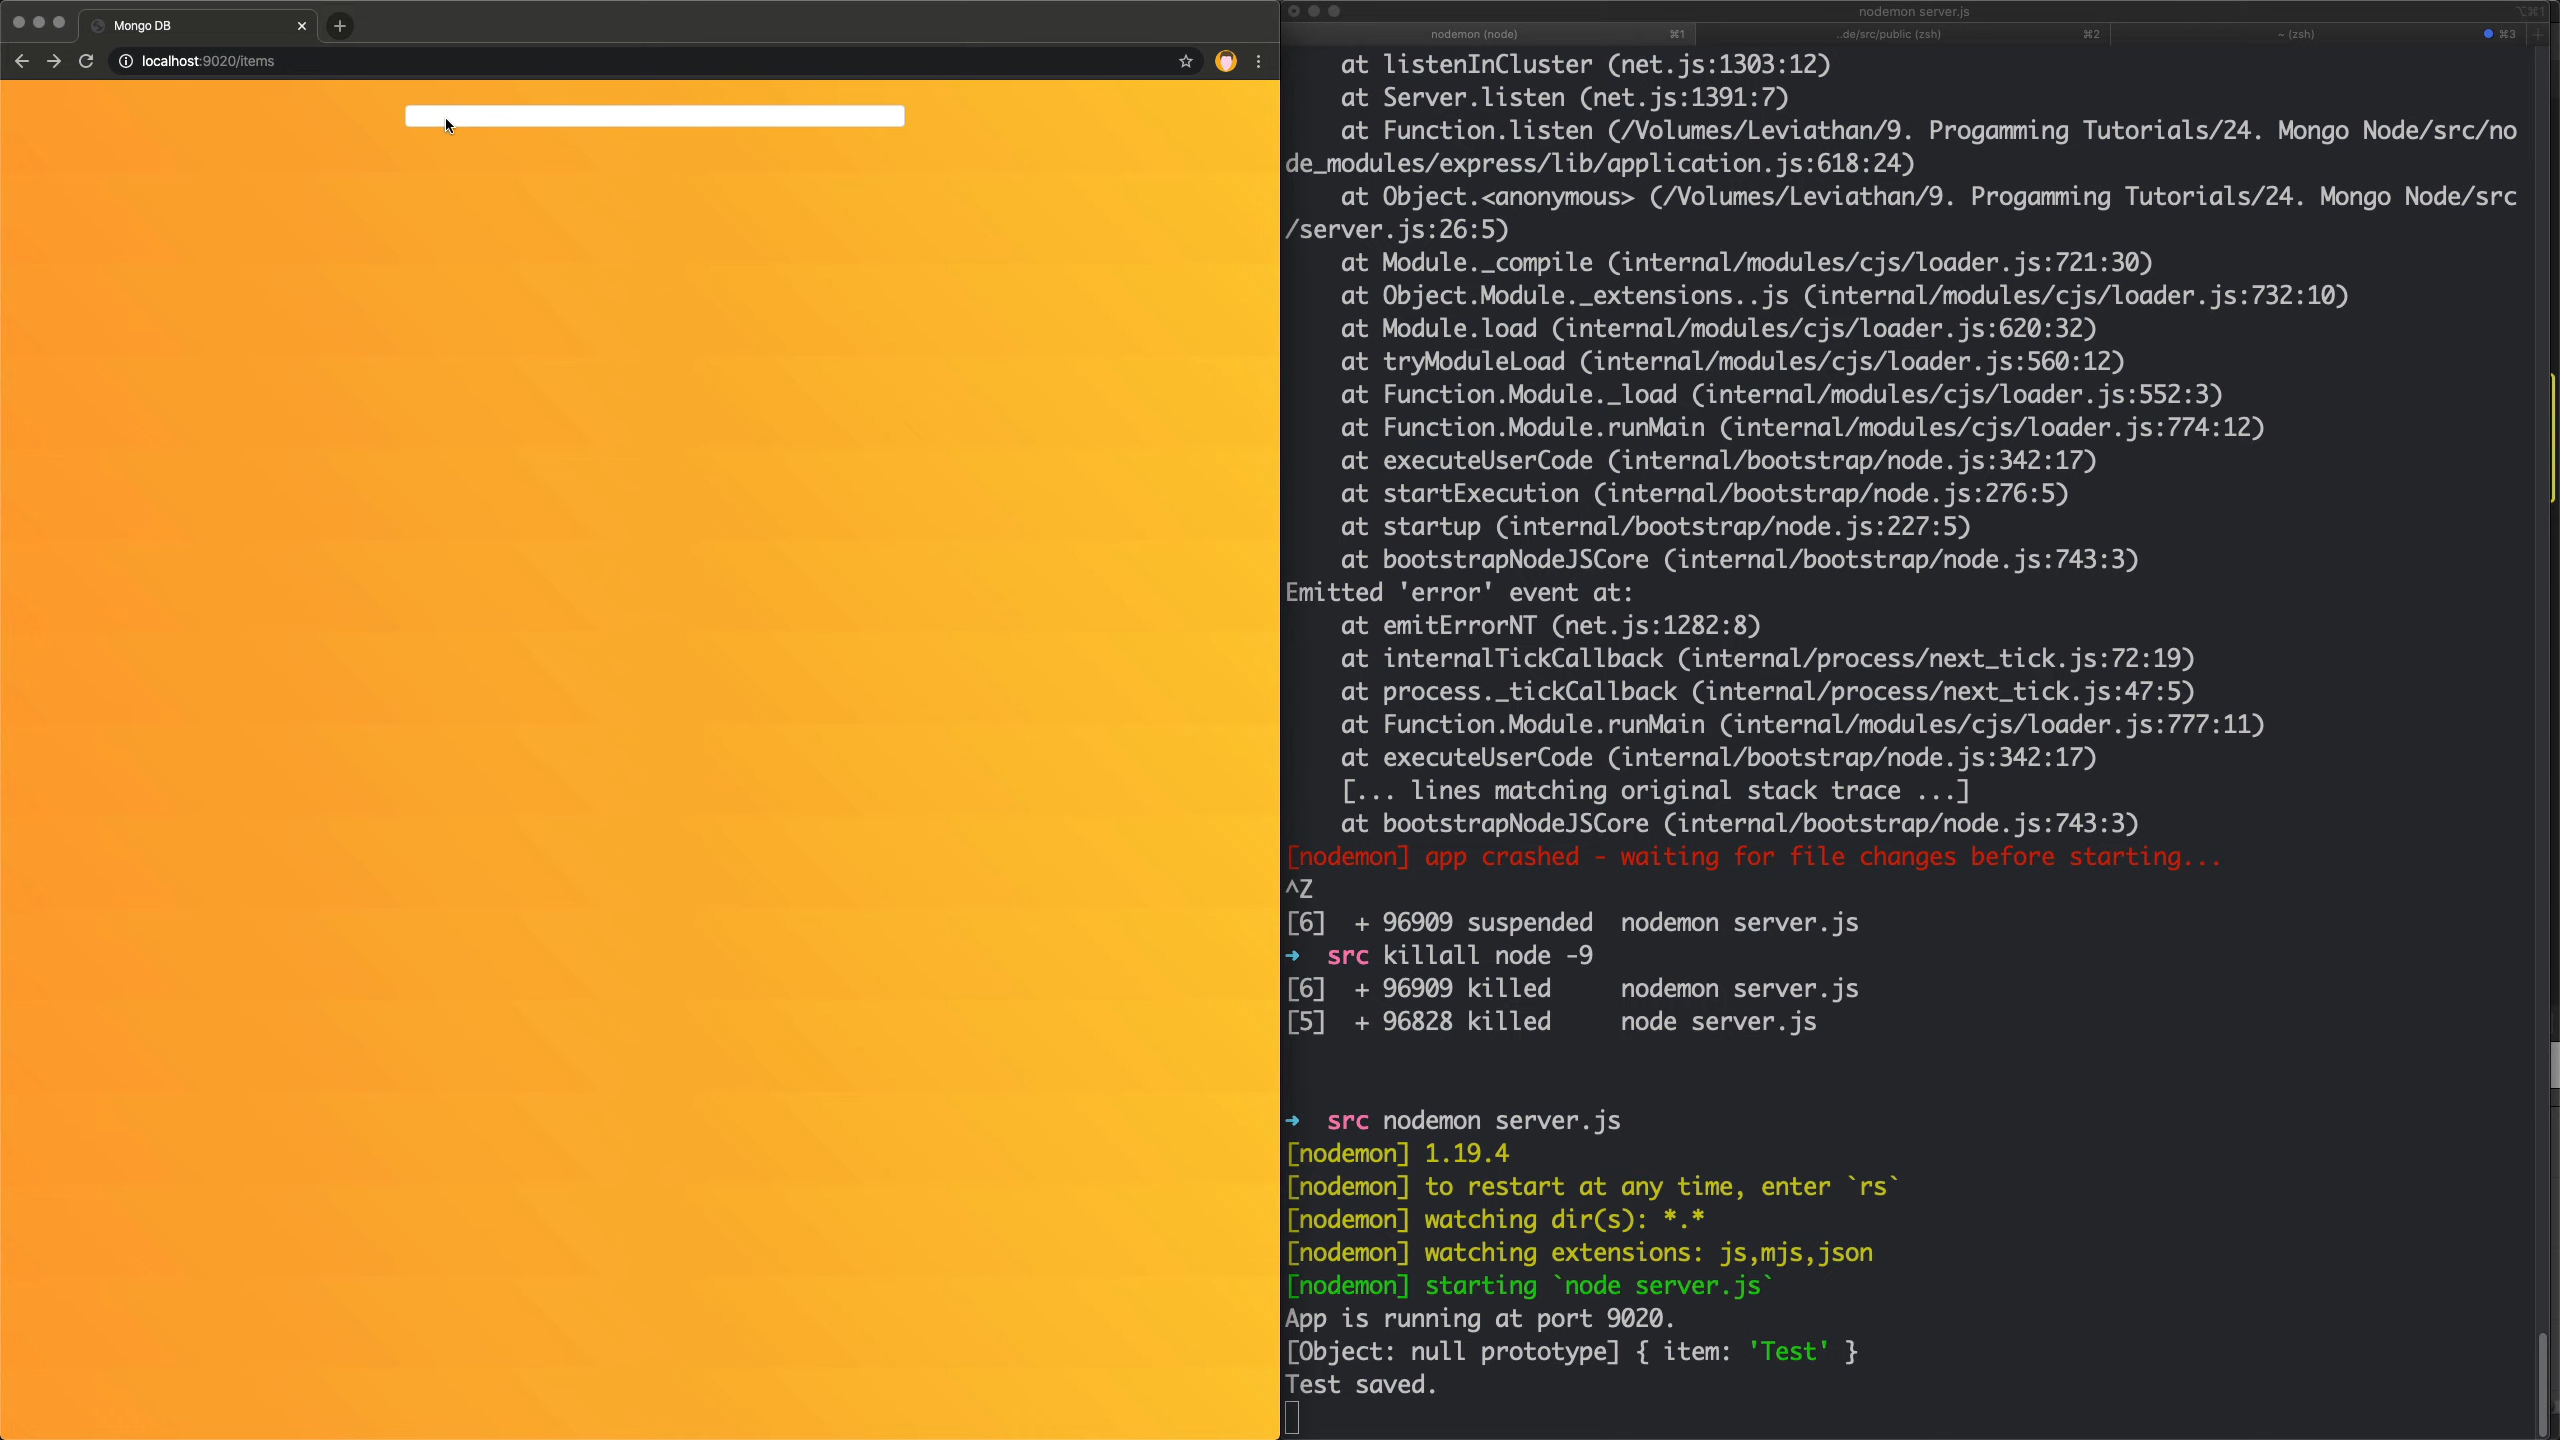 Mongo DB
localhost:9020/items
nodemon server.js
⌥⌘1
nodemon (node) ⌘1
..de/src/public (zsh) ⌘2
~ (zsh) ⌘3
at listenInCluster (net.js:1303:12)
at Server.listen (net.js:1391:7)
at Function.listen (/Volumes/Leviathan/9. Progamming Tutorials/24. Mongo Node/src/no
de_modules/express/lib/application.js:618:24)
at Object.<anonymous> (/Volumes/Leviathan/9. Progamming Tutorials/24. Mongo Node/src
/server.js:26:5)
at Module._compile (internal/modules/cjs/loader.js:721:30)
at Object.Module._extensions..js (internal/modules/cjs/loader.js:732:10)
at Module.load (internal/modules/cjs/loader.js:620:32)
at tryModuleLoad (internal/modules/cjs/loader.js:560:12)
at Function.Module._load (internal/modules/cjs/loader.js:552:3)
at Function.Module.runMain (internal/modules/cjs/loader.js:774:12)
at executeUserCode (internal/bootstrap/node.js:342:17)
at startExecution (internal/bootstrap/node.js:276:5)
at startup (internal/bootstrap/node.js:227:5)
at bootstrapNodeJSCore (internal/bootstrap/node.js:743:3)
Emitted 'error' event at:
at emitErrorNT (net.js:1282:8)
at internalTickCallback (internal/process/next_tick.js:72:19)
at process._tickCallback (internal/process/next_tick.js:47:5)
at Function.Module.runMain (internal/modules/cjs/loader.js:777:11)
at executeUserCode (internal/bootstrap/node.js:342:17)
[... lines matching original stack trace ...]
at bootstrapNodeJSCore (internal/bootstrap/node.js:743:3)
[nodemon] app crashed - waiting for file changes before starting...
^Z
[6]  + 96909 suspended  nodemon server.js
➜  src killall node -9
[6]  + 96909 killed     nodemon server.js
[5]  + 96828 killed     node server.js
➜  src nodemon server.js
[nodemon] 1.19.4
[nodemon] to restart at any time, enter `rs`
[nodemon] watching dir(s): *.*
[nodemon] watching extensions: js,mjs,json
[nodemon] starting `node server.js`
App is running at port 9020.
[Object: null prototype] { item: 'Test' }
Test saved.